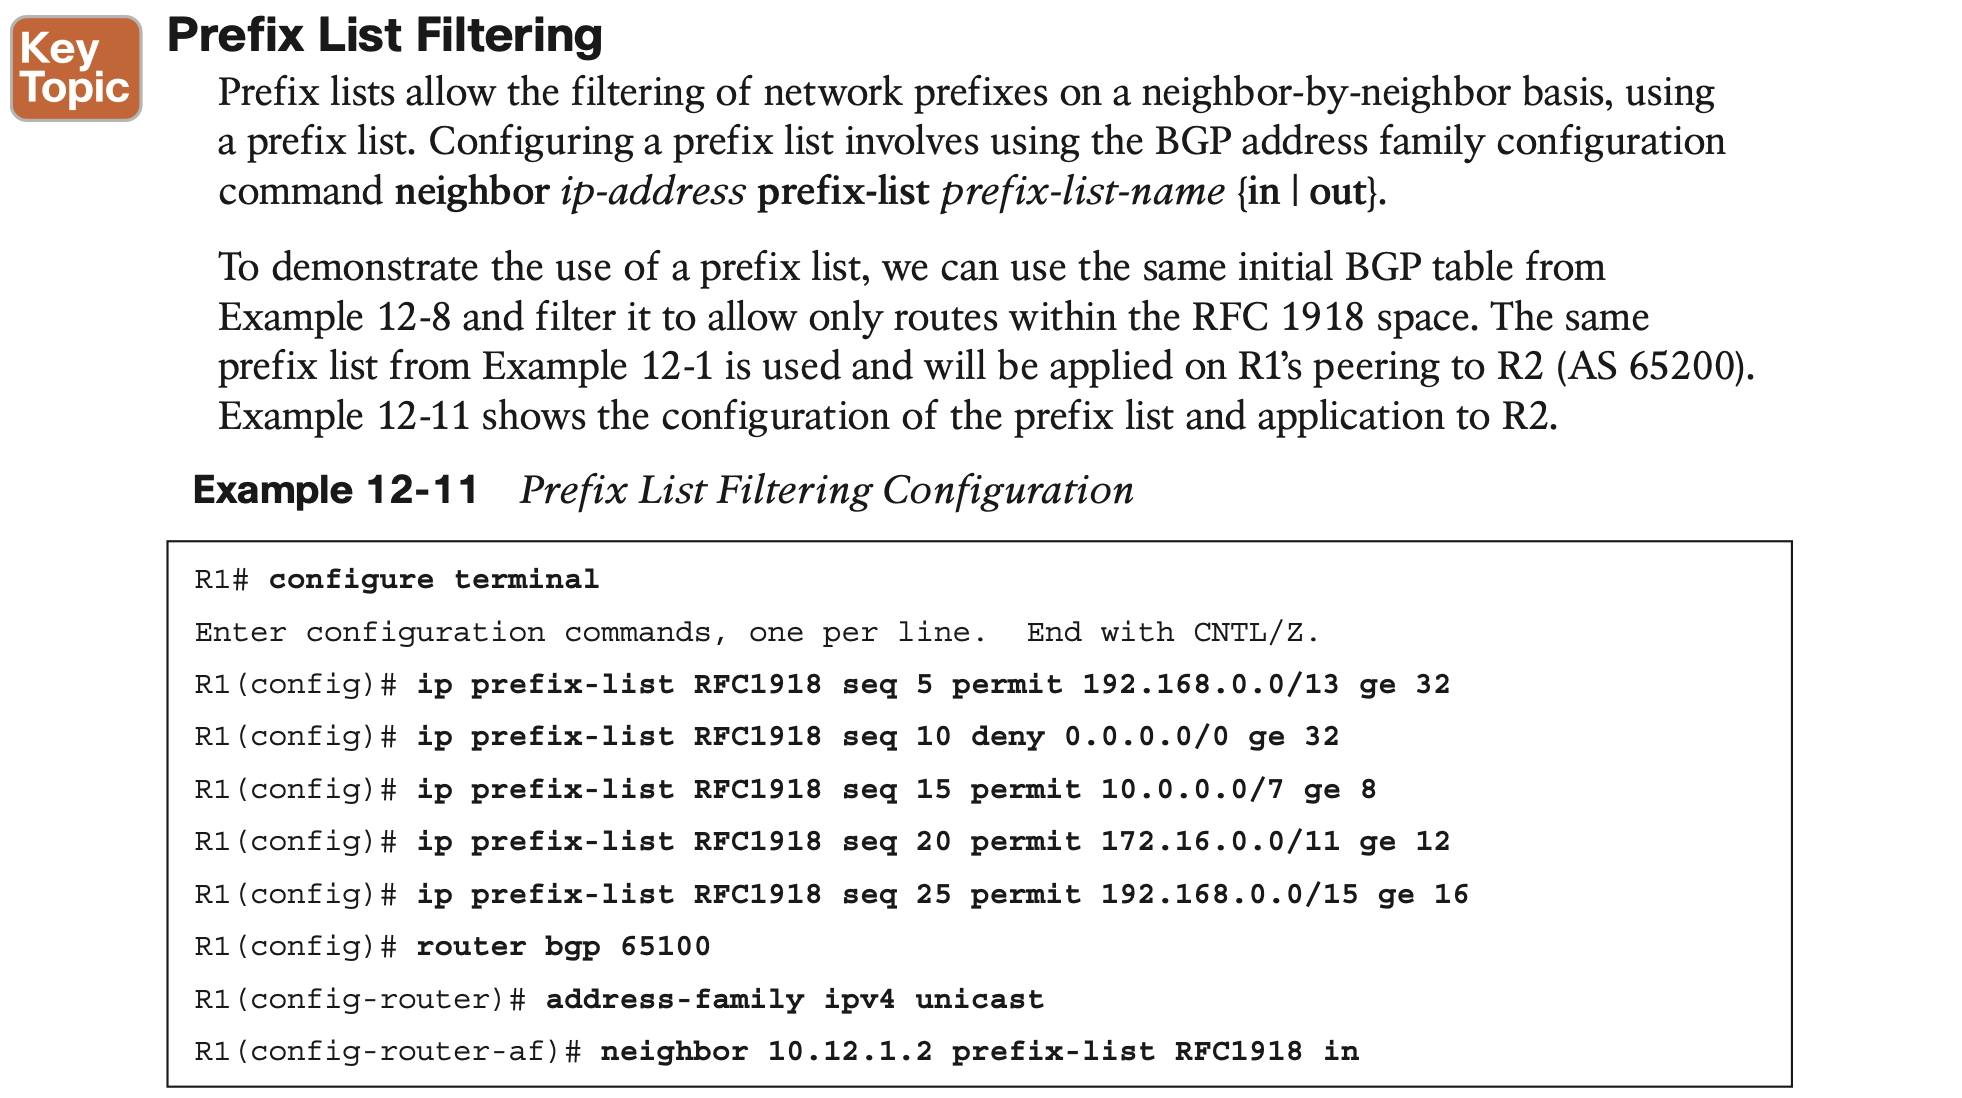 Key
Topic
Prefix List Filtering
Prefix lists allow the filtering of network prefixes on a neighbor-by-neighbor basis, using
a prefix list. Configuring a prefix list involves using the BGP address family configuration
command neighbor ip-address prefix-list prefix-list-name {in | out}.
To demonstrate the use of a prefix list, we can use the same initial BGP table from
Example 12-8 and filter it to allow only routes within the RFC 1918 space. The same
prefix list from Example 12-1 is used and will be applied on R1’s peering to R2 (AS 65200).
Example 12-11 shows the configuration of the prefix list and application to R2.
Example 12-11 Prefix List Filtering Configuration
R1# configure terminal
Enter configuration commands, one per line.  End with CNTL/Z.
R1(config)# ip prefix-list RFC1918 seq 5 permit 192.168.0.0/13 ge 32
R1(config)# ip prefix-list RFC1918 seq 10 deny 0.0.0.0/0 ge 32
R1(config)# ip prefix-list RFC1918 seq 15 permit 10.0.0.0/7 ge 8
R1(config)# ip prefix-list RFC1918 seq 20 permit 172.16.0.0/11 ge 12
R1(config)# ip prefix-list RFC1918 seq 25 permit 192.168.0.0/15 ge 16
R1(config)# router bgp 65100
R1(config-router)# address-family ipv4 unicast
R1(config-router-af)# neighbor 10.12.1.2 prefix-list RFC1918 in